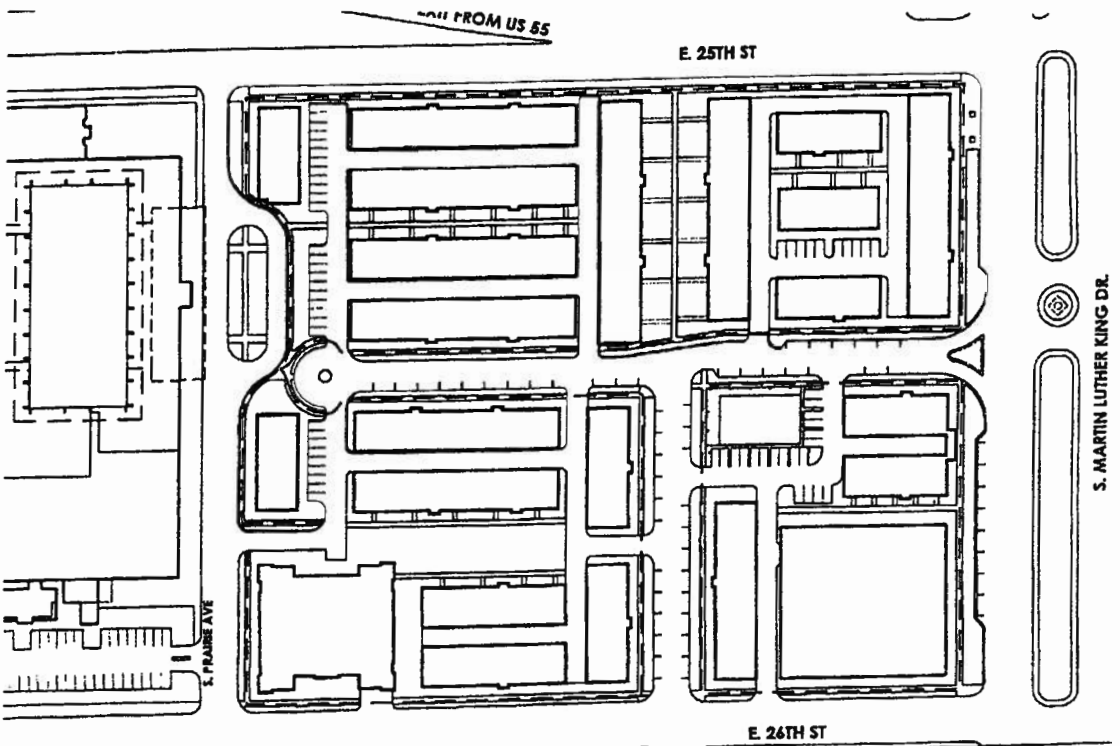 FROM US 55
E. 25TH ST
S. MARTIN LUTHER KING DR.
S. PRAIRIE AVE
E. 26TH ST